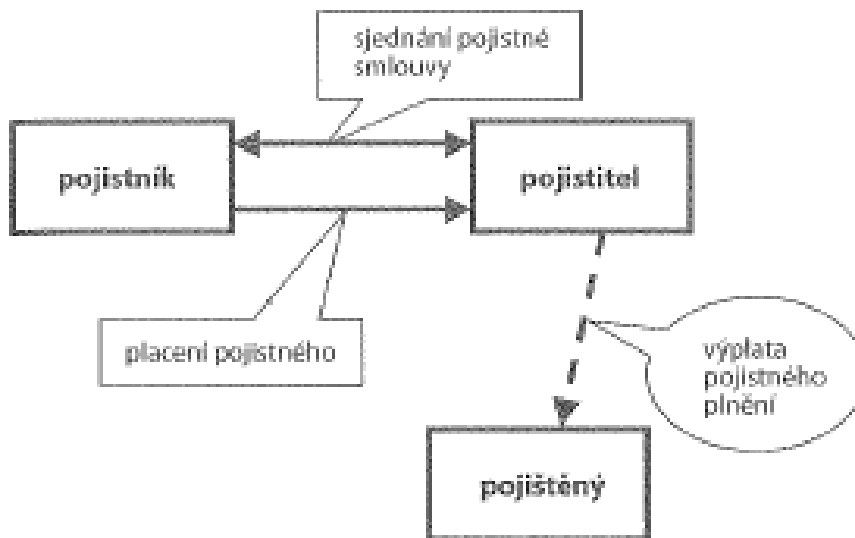 sjednání pojistné
smlouvy
pojistník
pojistitel
placení pojistného
výplata
pojistného
plnění
pojištěný